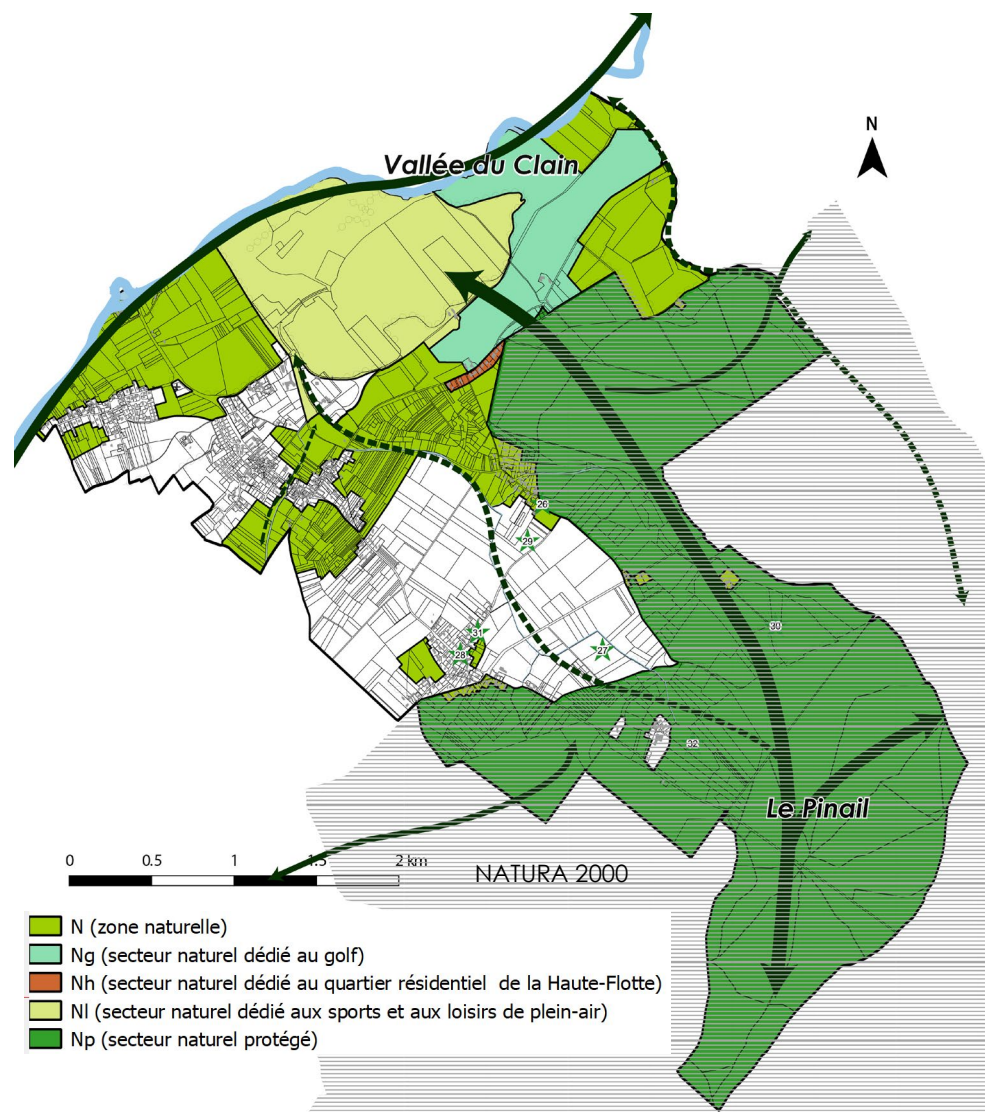 N
Vallée du Clain
26
29
30
31
28
27
32
Le Pinail
0 0.5 1 1.5 2 km
NATURA 2000
N (zone naturelle)
Ng (secteur naturel dédié au golf)
Nh (secteur naturel dédié au quartier résidentiel de la Haute-Flotte)
Nl (secteur naturel dédié aux sports et aux loisirs de plein-air)
Np (secteur naturel protégé)